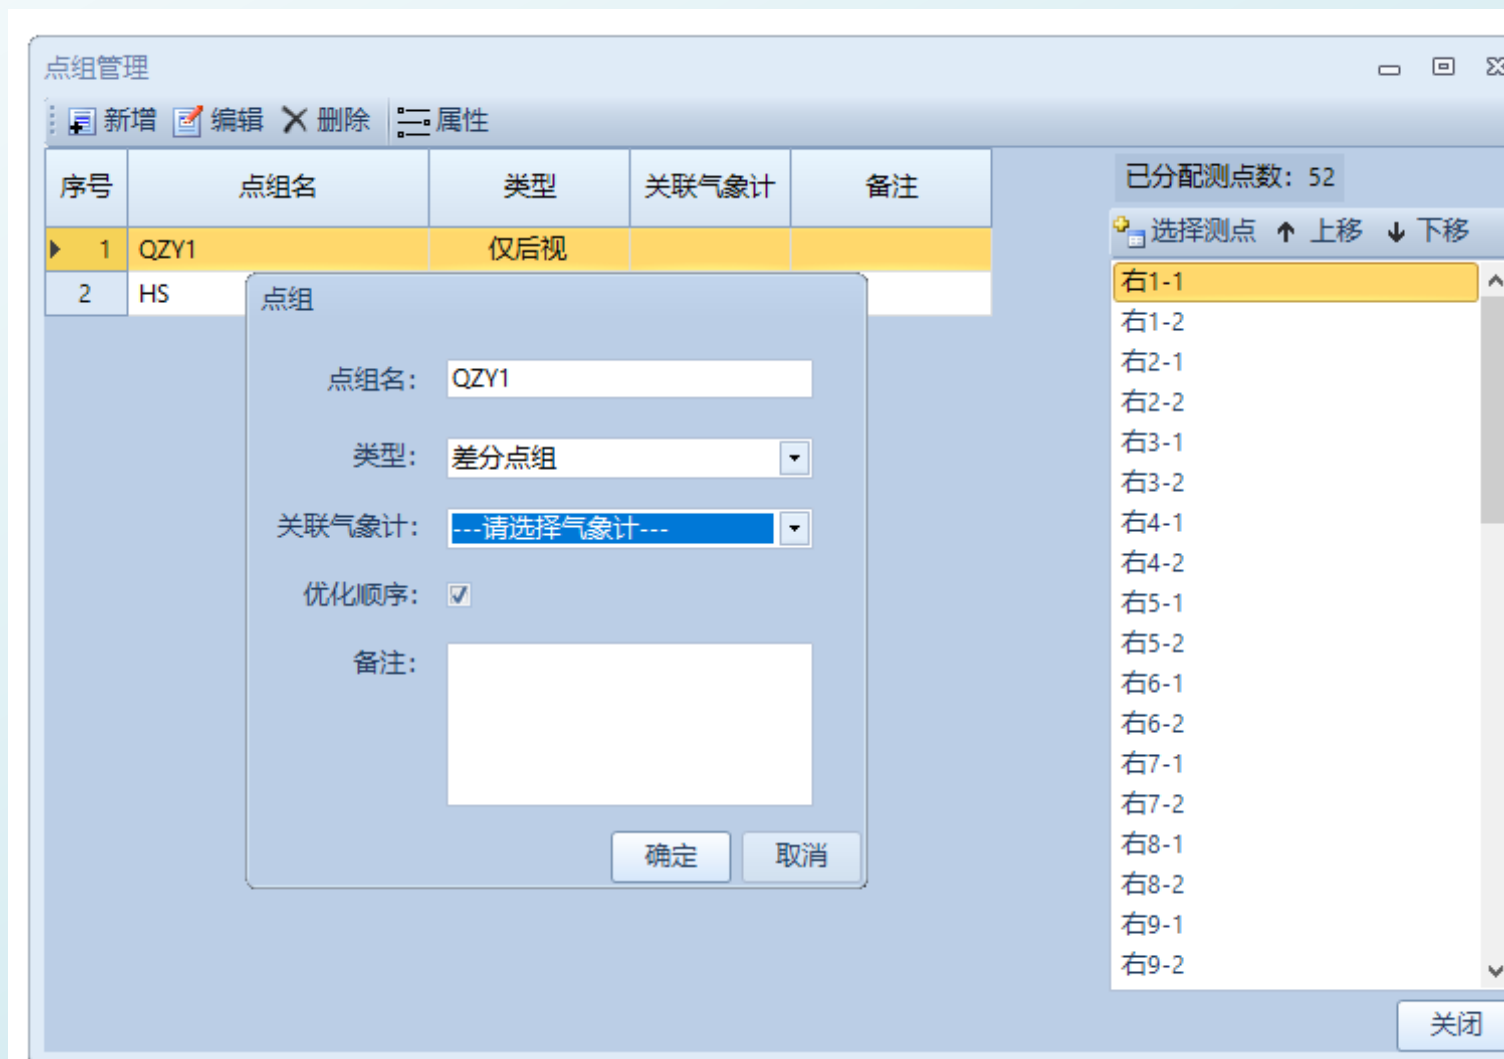 点组管理
新增 编辑 删除 属性
序号 点组名 类型 关联气象计 备注
1 QZY1 仅后视
2 HS
点组
点组名: QZY1
类型: 差分点组
关联气象计: ---请选择气象计---
优化顺序:
备注:
确定 取消
已分配测点数: 52
选择测点 上移 下移
右1-1
右1-2
右2-1
右2-2
右3-1
右3-2
右4-1
右4-2
右5-1
右5-2
右6-1
右6-2
右7-1
右7-2
右8-1
右8-2
右9-1
右9-2
关闭